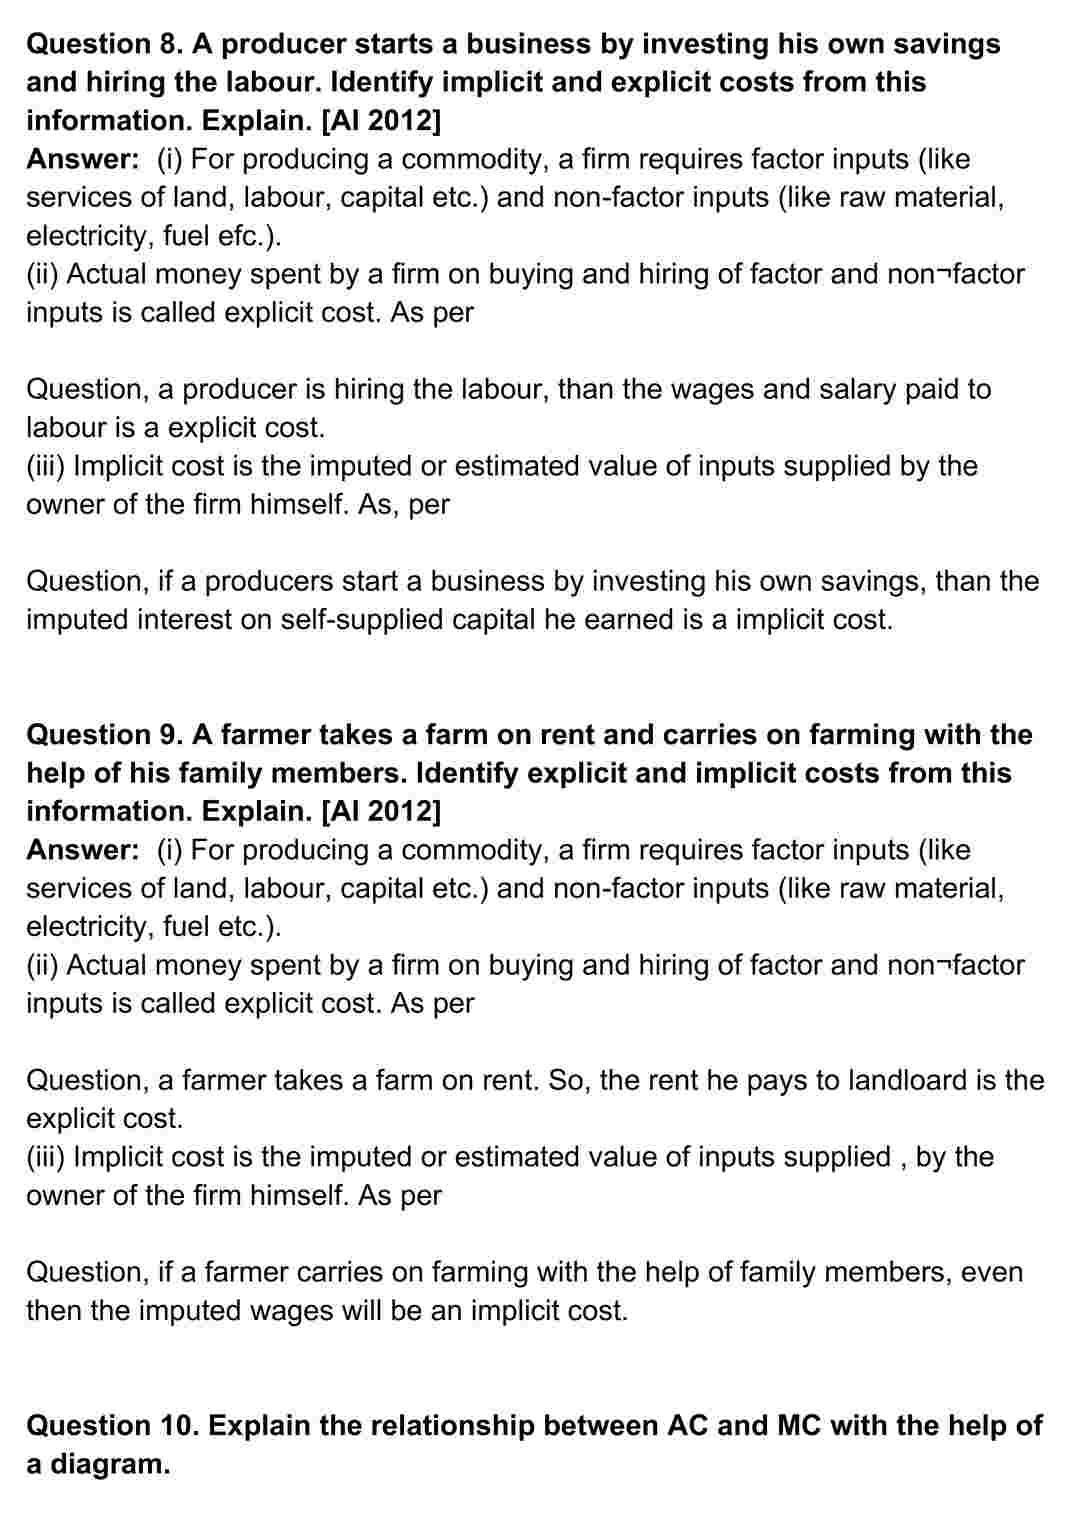 Question 8. A producer starts a business by investing his own savings
and hiring the labour. Identify implicit and explicit costs from this
information. Explain. [AI 2012]
Answer:  (i) For producing a commodity, a firm requires factor inputs (like
services of land, labour, capital etc.) and non-factor inputs (like raw material,
electricity, fuel efc.).
(ii) Actual money spent by a firm on buying and hiring of factor and non¬factor
inputs is called explicit cost. As per
Question, a producer is hiring the labour, than the wages and salary paid to
labour is a explicit cost.
(iii) Implicit cost is the imputed or estimated value of inputs supplied by the
owner of the firm himself. As, per
Question, if a producers start a business by investing his own savings, than the
imputed interest on self-supplied capital he earned is a implicit cost.
Question 9. A farmer takes a farm on rent and carries on farming with the
help of his family members. Identify explicit and implicit costs from this
information. Explain. [AI 2012]
Answer:  (i) For producing a commodity, a firm requires factor inputs (like
services of land, labour, capital etc.) and non-factor inputs (like raw material,
electricity, fuel etc.).
(ii) Actual money spent by a firm on buying and hiring of factor and non¬factor
inputs is called explicit cost. As per
Question, a farmer takes a farm on rent. So, the rent he pays to landloard is the
explicit cost.
(iii) Implicit cost is the imputed or estimated value of inputs supplied , by the
owner of the firm himself. As per
Question, if a farmer carries on farming with the help of family members, even
then the imputed wages will be an implicit cost.
Question 10. Explain the relationship between AC and MC with the help of
a diagram.